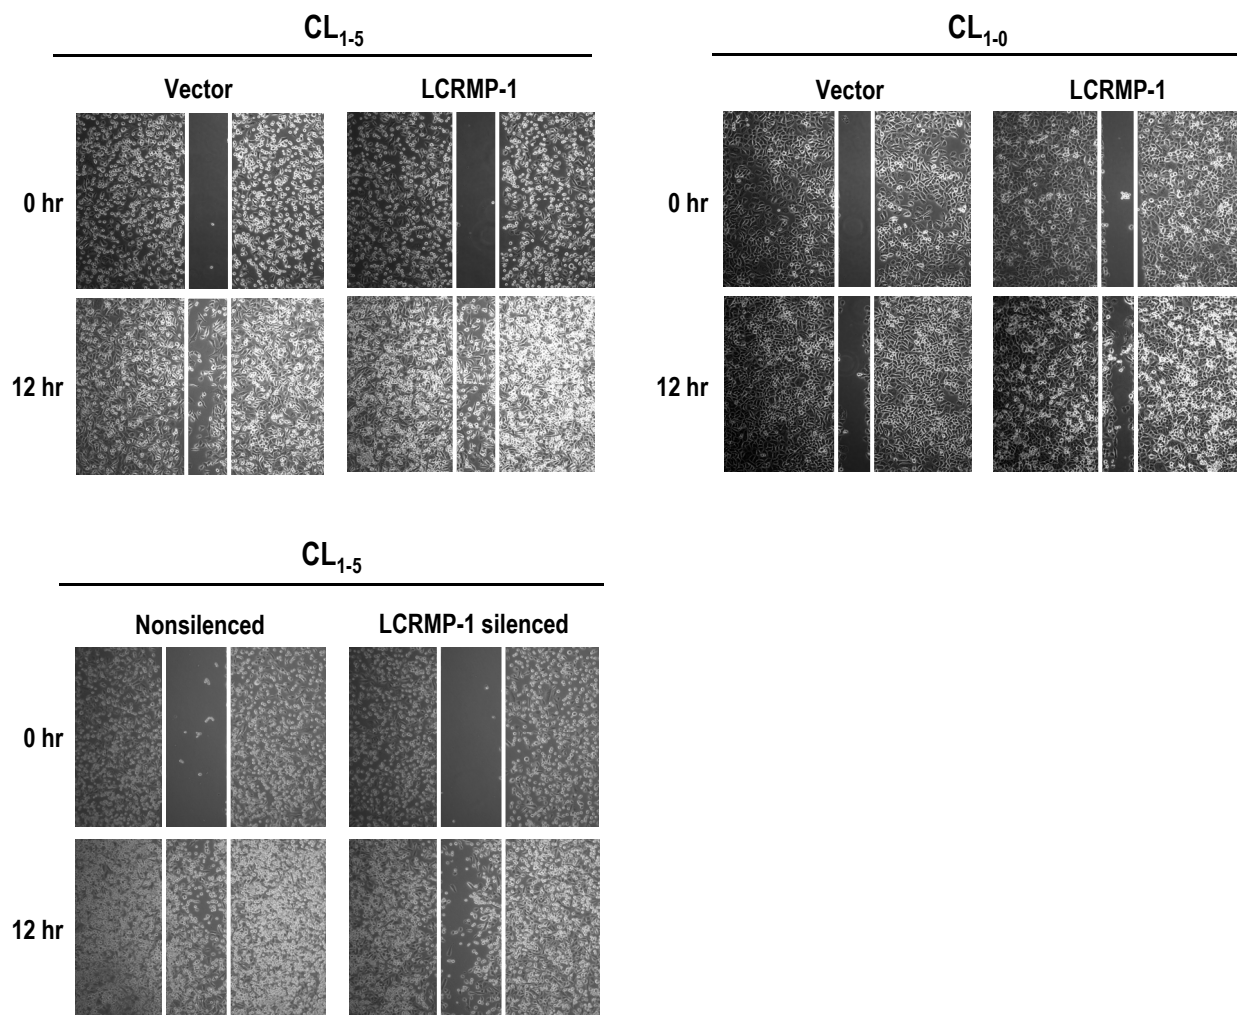 CL1-5
CL1-0
Vector
LCRMP-1
Vector
LCRMP-1
0 hr
0 hr
12 hr
12 hr
CL1-5
Nonsilenced
LCRMP-1 silenced
0 hr
12 hr